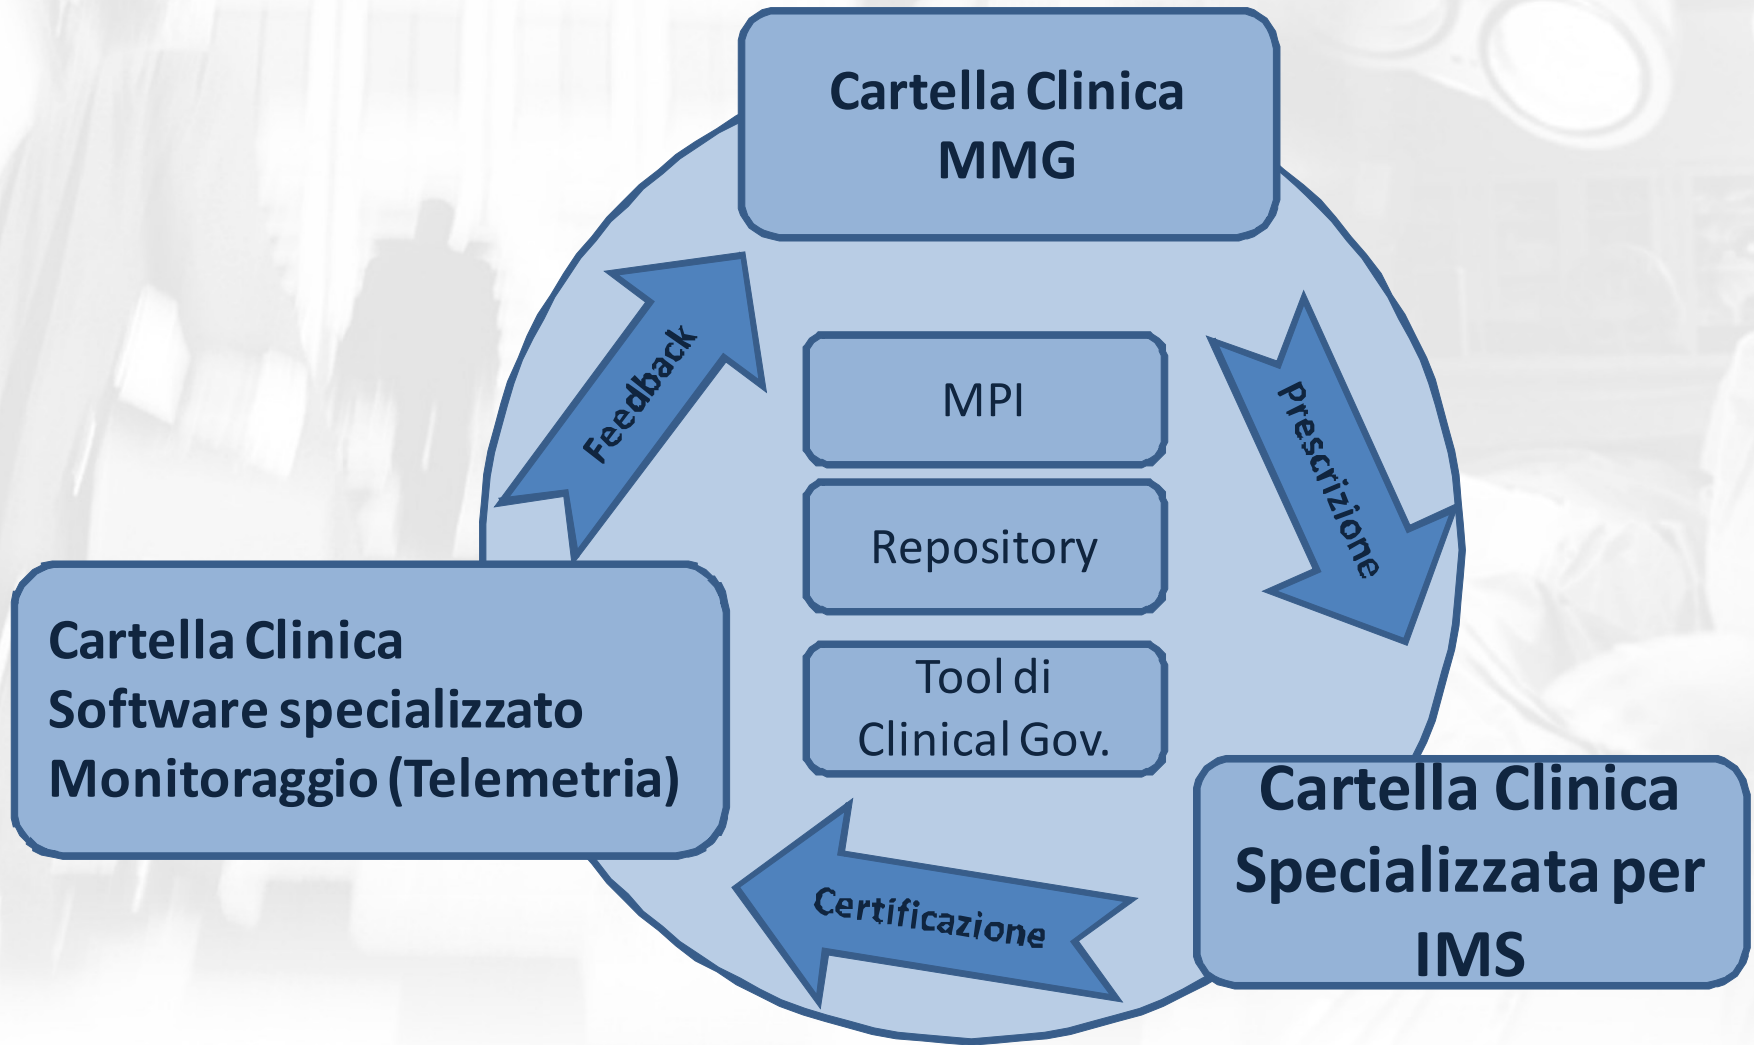 Cartella Clinica
MMG
Feedback
Prescrizione
MPI
Repository
Tool di
Clinical Gov.
Cartella Clinica
Software specializzato
Monitoraggio (Telemetria)
Certificazione
Cartella Clinica
Specializzata per
IMS